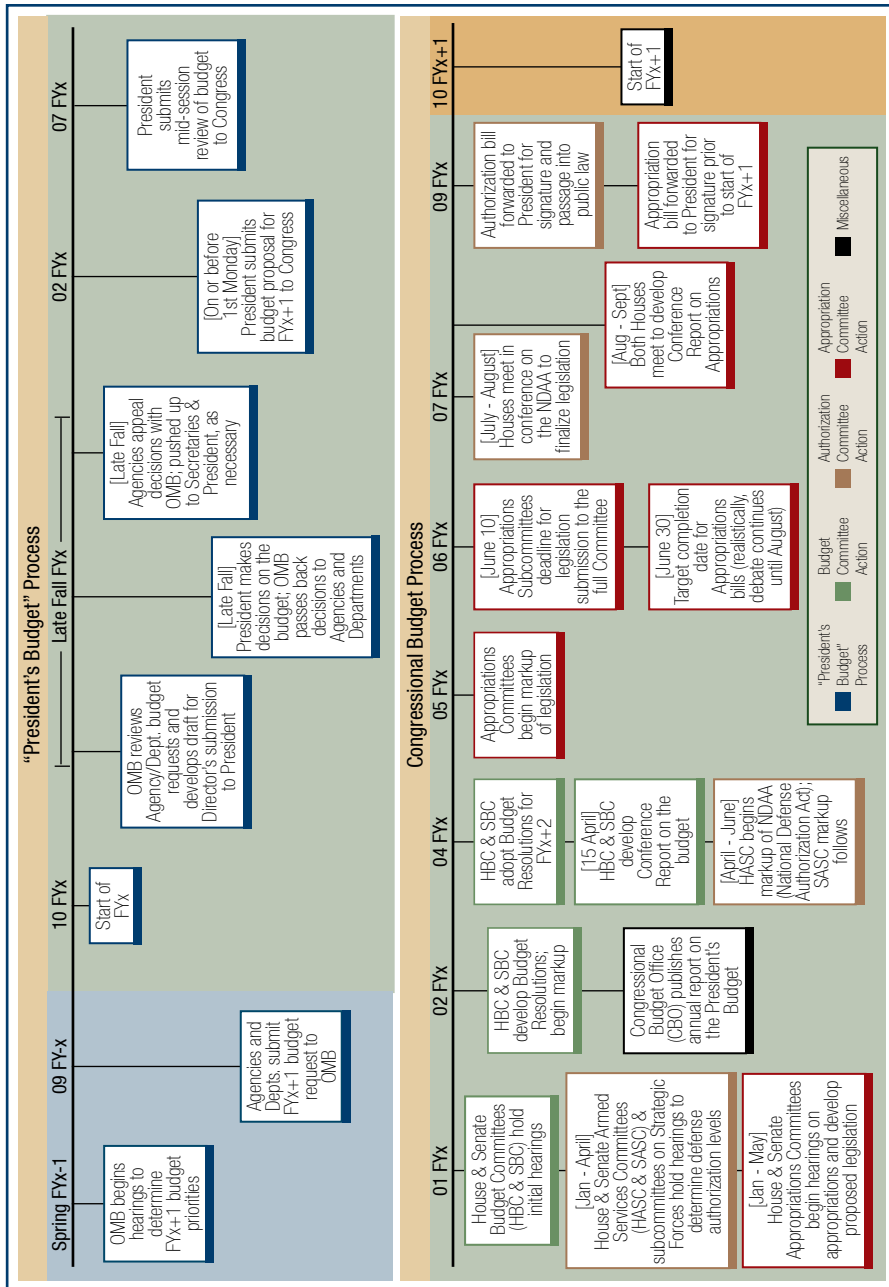 “President’s Budget” Process
Spring FYx-1
OMB begins
hearings to
determine
FYx+1 budget
priorities
09 FY-x
Agencies and
Depts. submit
FYx+1 budget
request to
OMB
10 FYx
Start of
FYx
Late Fall FYx
OMB reviews
Agency/Dept. budget
requests and
develops draft for
Director’s submission
to President
[Late Fall]
President makes
decisions on the
budget; OMB
passes back
decisions to
Agencies and
Departments
[Late Fall]
Agencies appeal
decisions with
OMB; pushed up
to Secretaries &
President, as
necessary
02 FYx
[On or before
1st Monday]
President submits
budget proposal for
FYx+1 to Congress
07 FYx
President
submits
mid-session
review of budget
to Congress
Congressional Budget Process
01 FYx
House & Senate
Budget Committees
(HBC & SBC) hold
initial hearings
[Jan - April]
House & Senate Armed
Services Committees
(HASC & SASC) &
subcommittees on Strategic
Forces hold hearings to
determine defense
authorization levels
[Jan - May]
House & Senate
Appropriations Committees
begin hearings on
appropriations and develop
proposed legislation
02 FYx
HBC & SBC
develop Budget
Resolutions;
begin markup
Congressional
Budget Office
(CBO) publishes
annual report on
the President’s
Budget
04 FYx
HBC & SBC
adopt Budget
Resolutions for
FYx+2
[15 April]
HBC & SBC
develop
Conference
Report on the
budget
[April - June]
HASC begins
markup of NDAA
(National Defense
Authorization Act);
SASC markup
follows
05 FYx
Appropriations
Committees
begin markup
of legislation
06 FYx
[June 10]
Appropriations
Subcommittees
deadline for
legislation
submission to the
full Committee
[June 30]
Target completion
date for
Appropriations
bills (realistically,
debate continues
until August)
07 FYx
[July - August]
Houses meet in
conference on
the NDAA to
finalize legislation
[Aug - Sept]
Both Houses
meet to develop
Conference
Report on
Appropriations
09 FYx
Authorization bill
forwarded to
President for
signature and
passage into
public law
Appropriation
bill forwarded
to President for
signature prior
to start of
FYx+1
10 FYx+1
Start of
FYx+1
“President’s
Budget”
Process
Budget
Committee
Action
Authorization
Committee
Action
Appropriation
Committee
Action
Miscellaneous